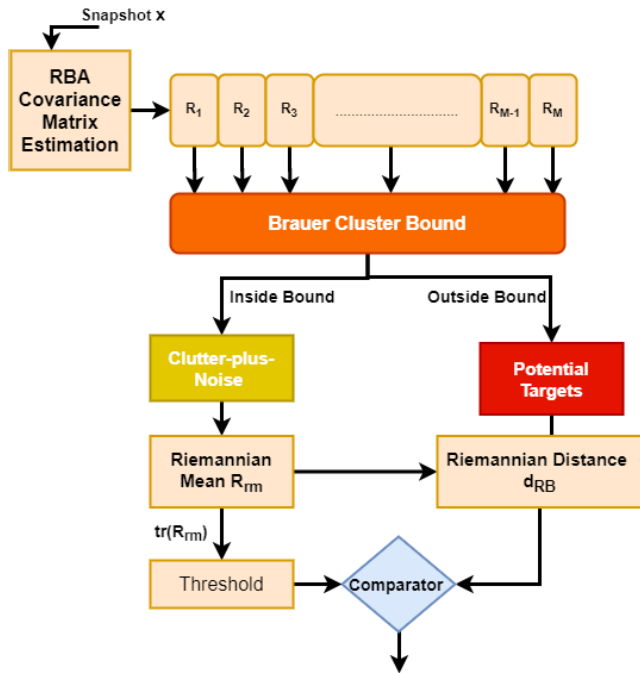 Snapshot x
RBA
Covariance
Matrix
Estimation
R1 R2 R3 ........................................ RM-1 RM
Brauer Cluster Bound
Inside Bound
Outside Bound
Clutter-plus-
Noise
Potential
Targets
Riemannian
Mean Rrm
Riemannian Distance
dRB
tr(Rrm)
Threshold
Comparator